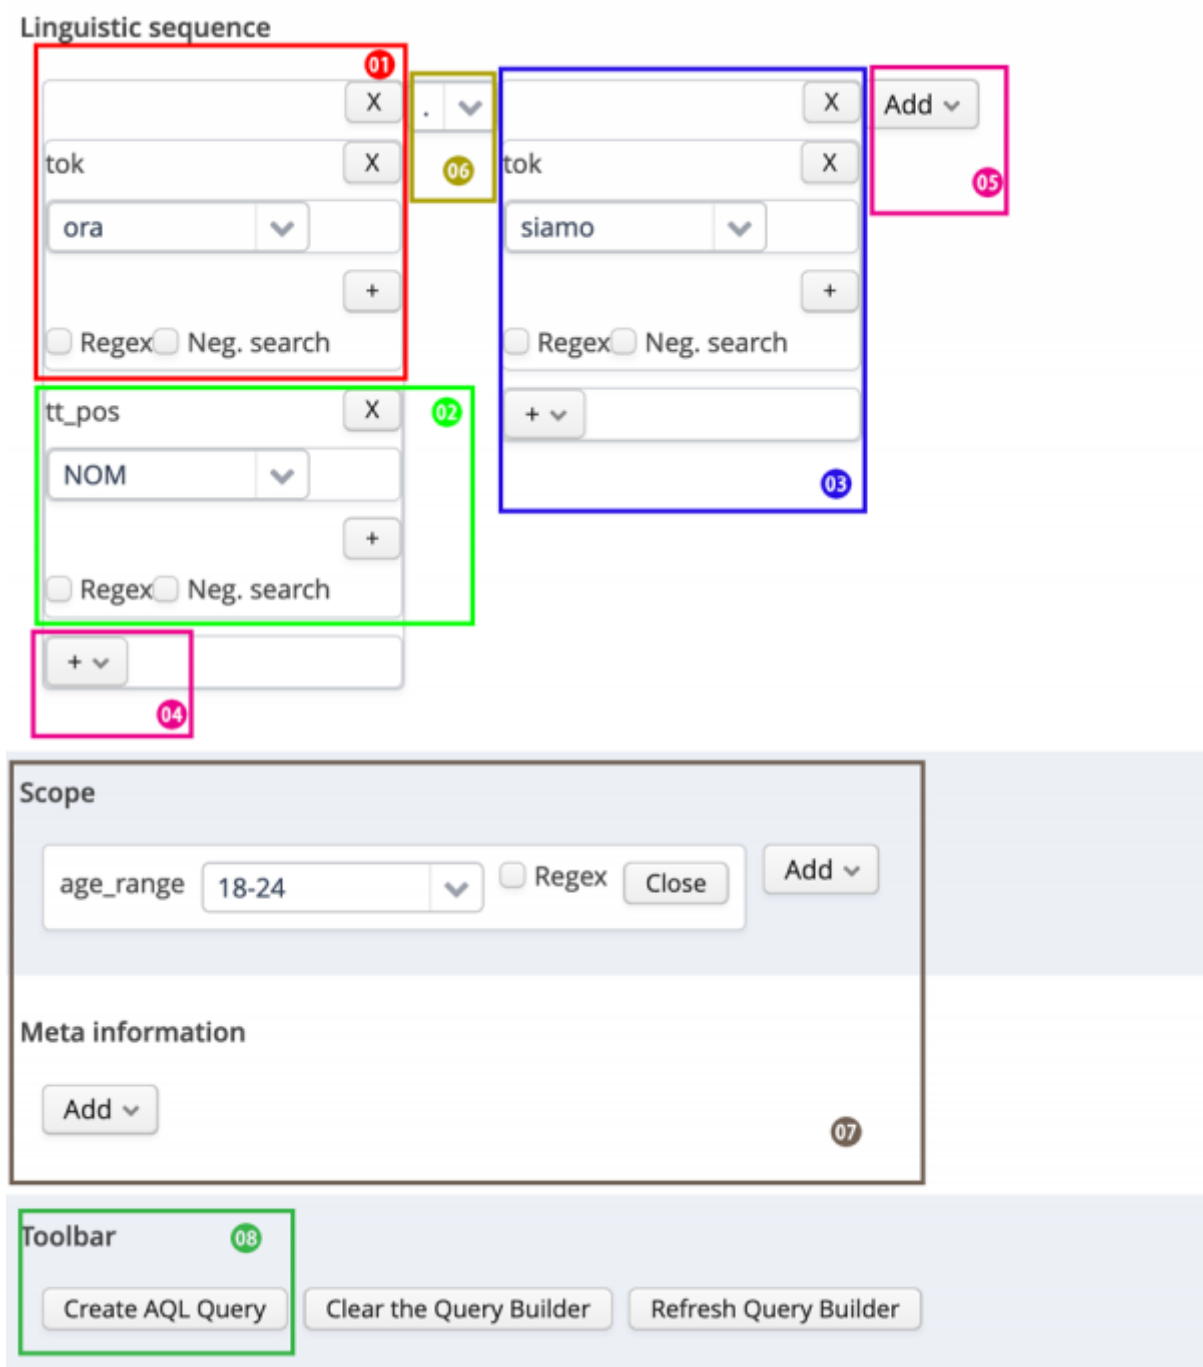 Linguistic sequence
01
X
. 
X
Add
tok
X
06
tok
X
05
ora
siamo
+
+
Regex Neg. search
Regex Neg. search
tt_pos
X
02
+
NOM
03
+
Regex Neg. search
+
04
Scope
age_range
18-24
Regex
Close
Add
Meta information
Add
07
Toolbar
08
Create AQL Query
Clear the Query Builder
Refresh Query Builder